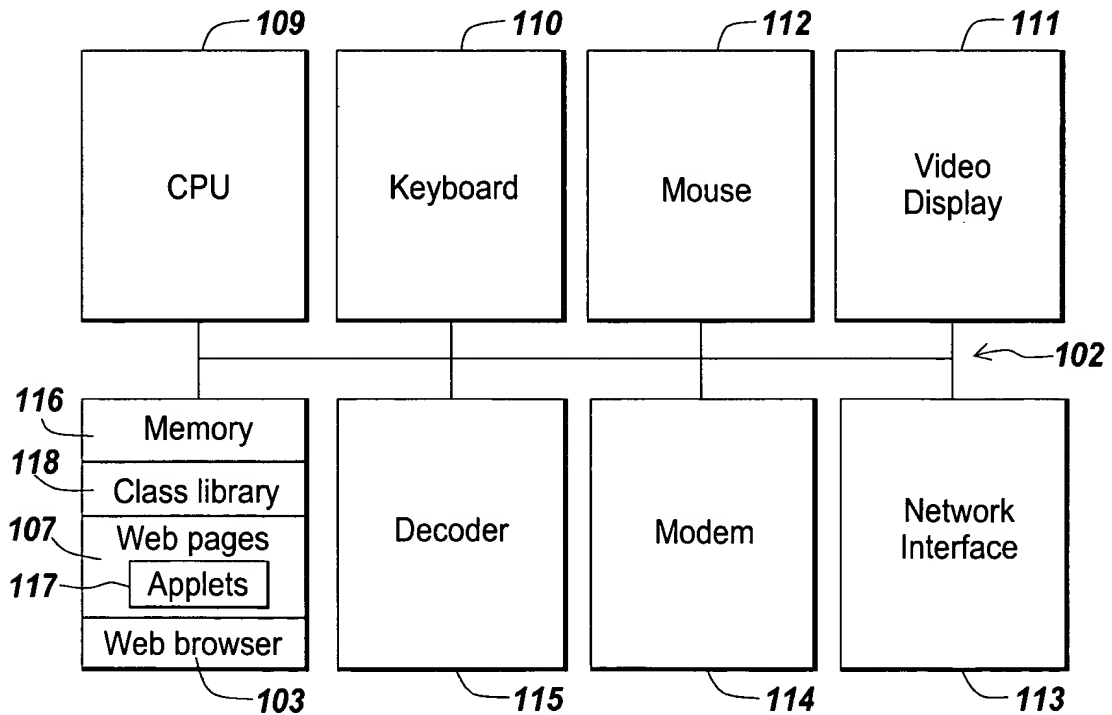 109
110
112
111
CPU
Keyboard
Mouse
Video
Display
102
116
Memory
118
Class library
107
Web pages
117
Applets
Web browser
103
Decoder
115
Modem
114
Network
Interface
113